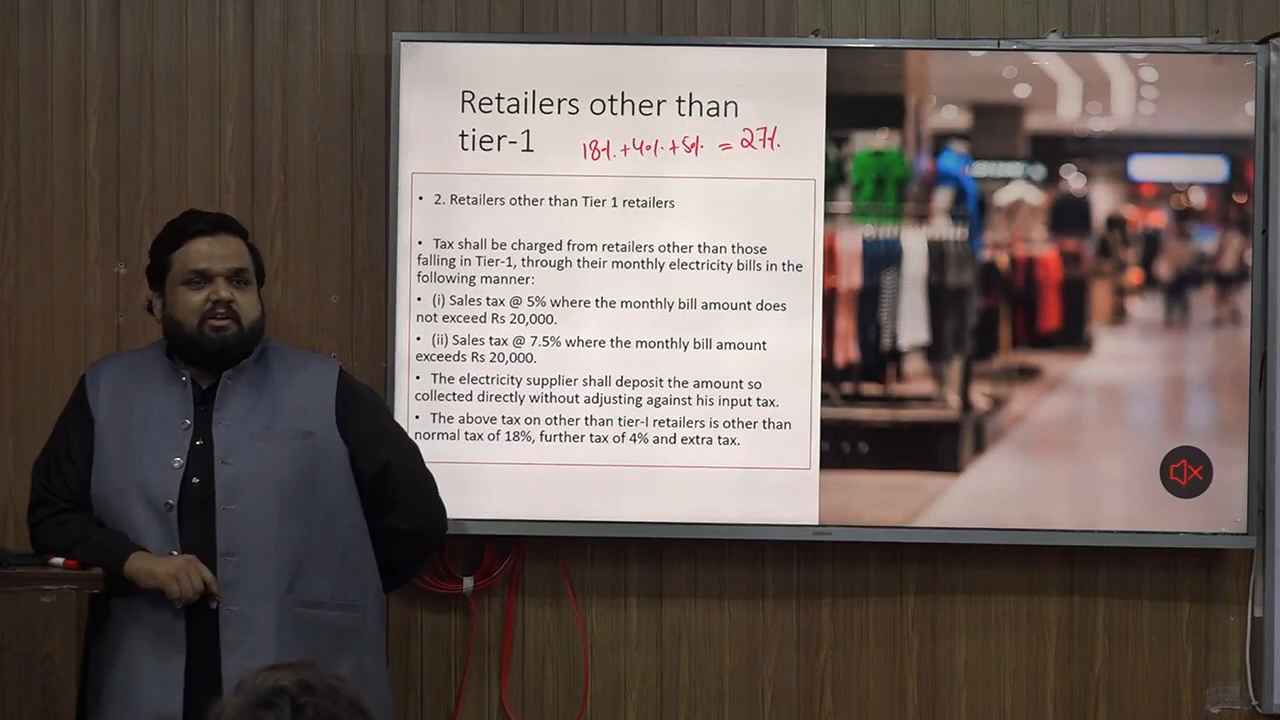 Retailers other than
tier-1
18%+4%+5% = 27%
• 2. Retailers other than Tier 1 retailers
• Tax shall be charged from retailers other than those
falling in Tier-1, through their monthly electricity bills in the
following manner:
• (i) Sales tax @ 5% where the monthly bill amount does
not exceed Rs 20,000.
• (ii) Sales tax @ 7.5% where the monthly bill amount
exceeds Rs 20,000.
• The electricity supplier shall deposit the amount so
collected directly without adjusting against his input tax.
• The above tax on other than tier-I retailers is other than
normal tax of 18%, further tax of 4% and extra tax.
SAMSUNG